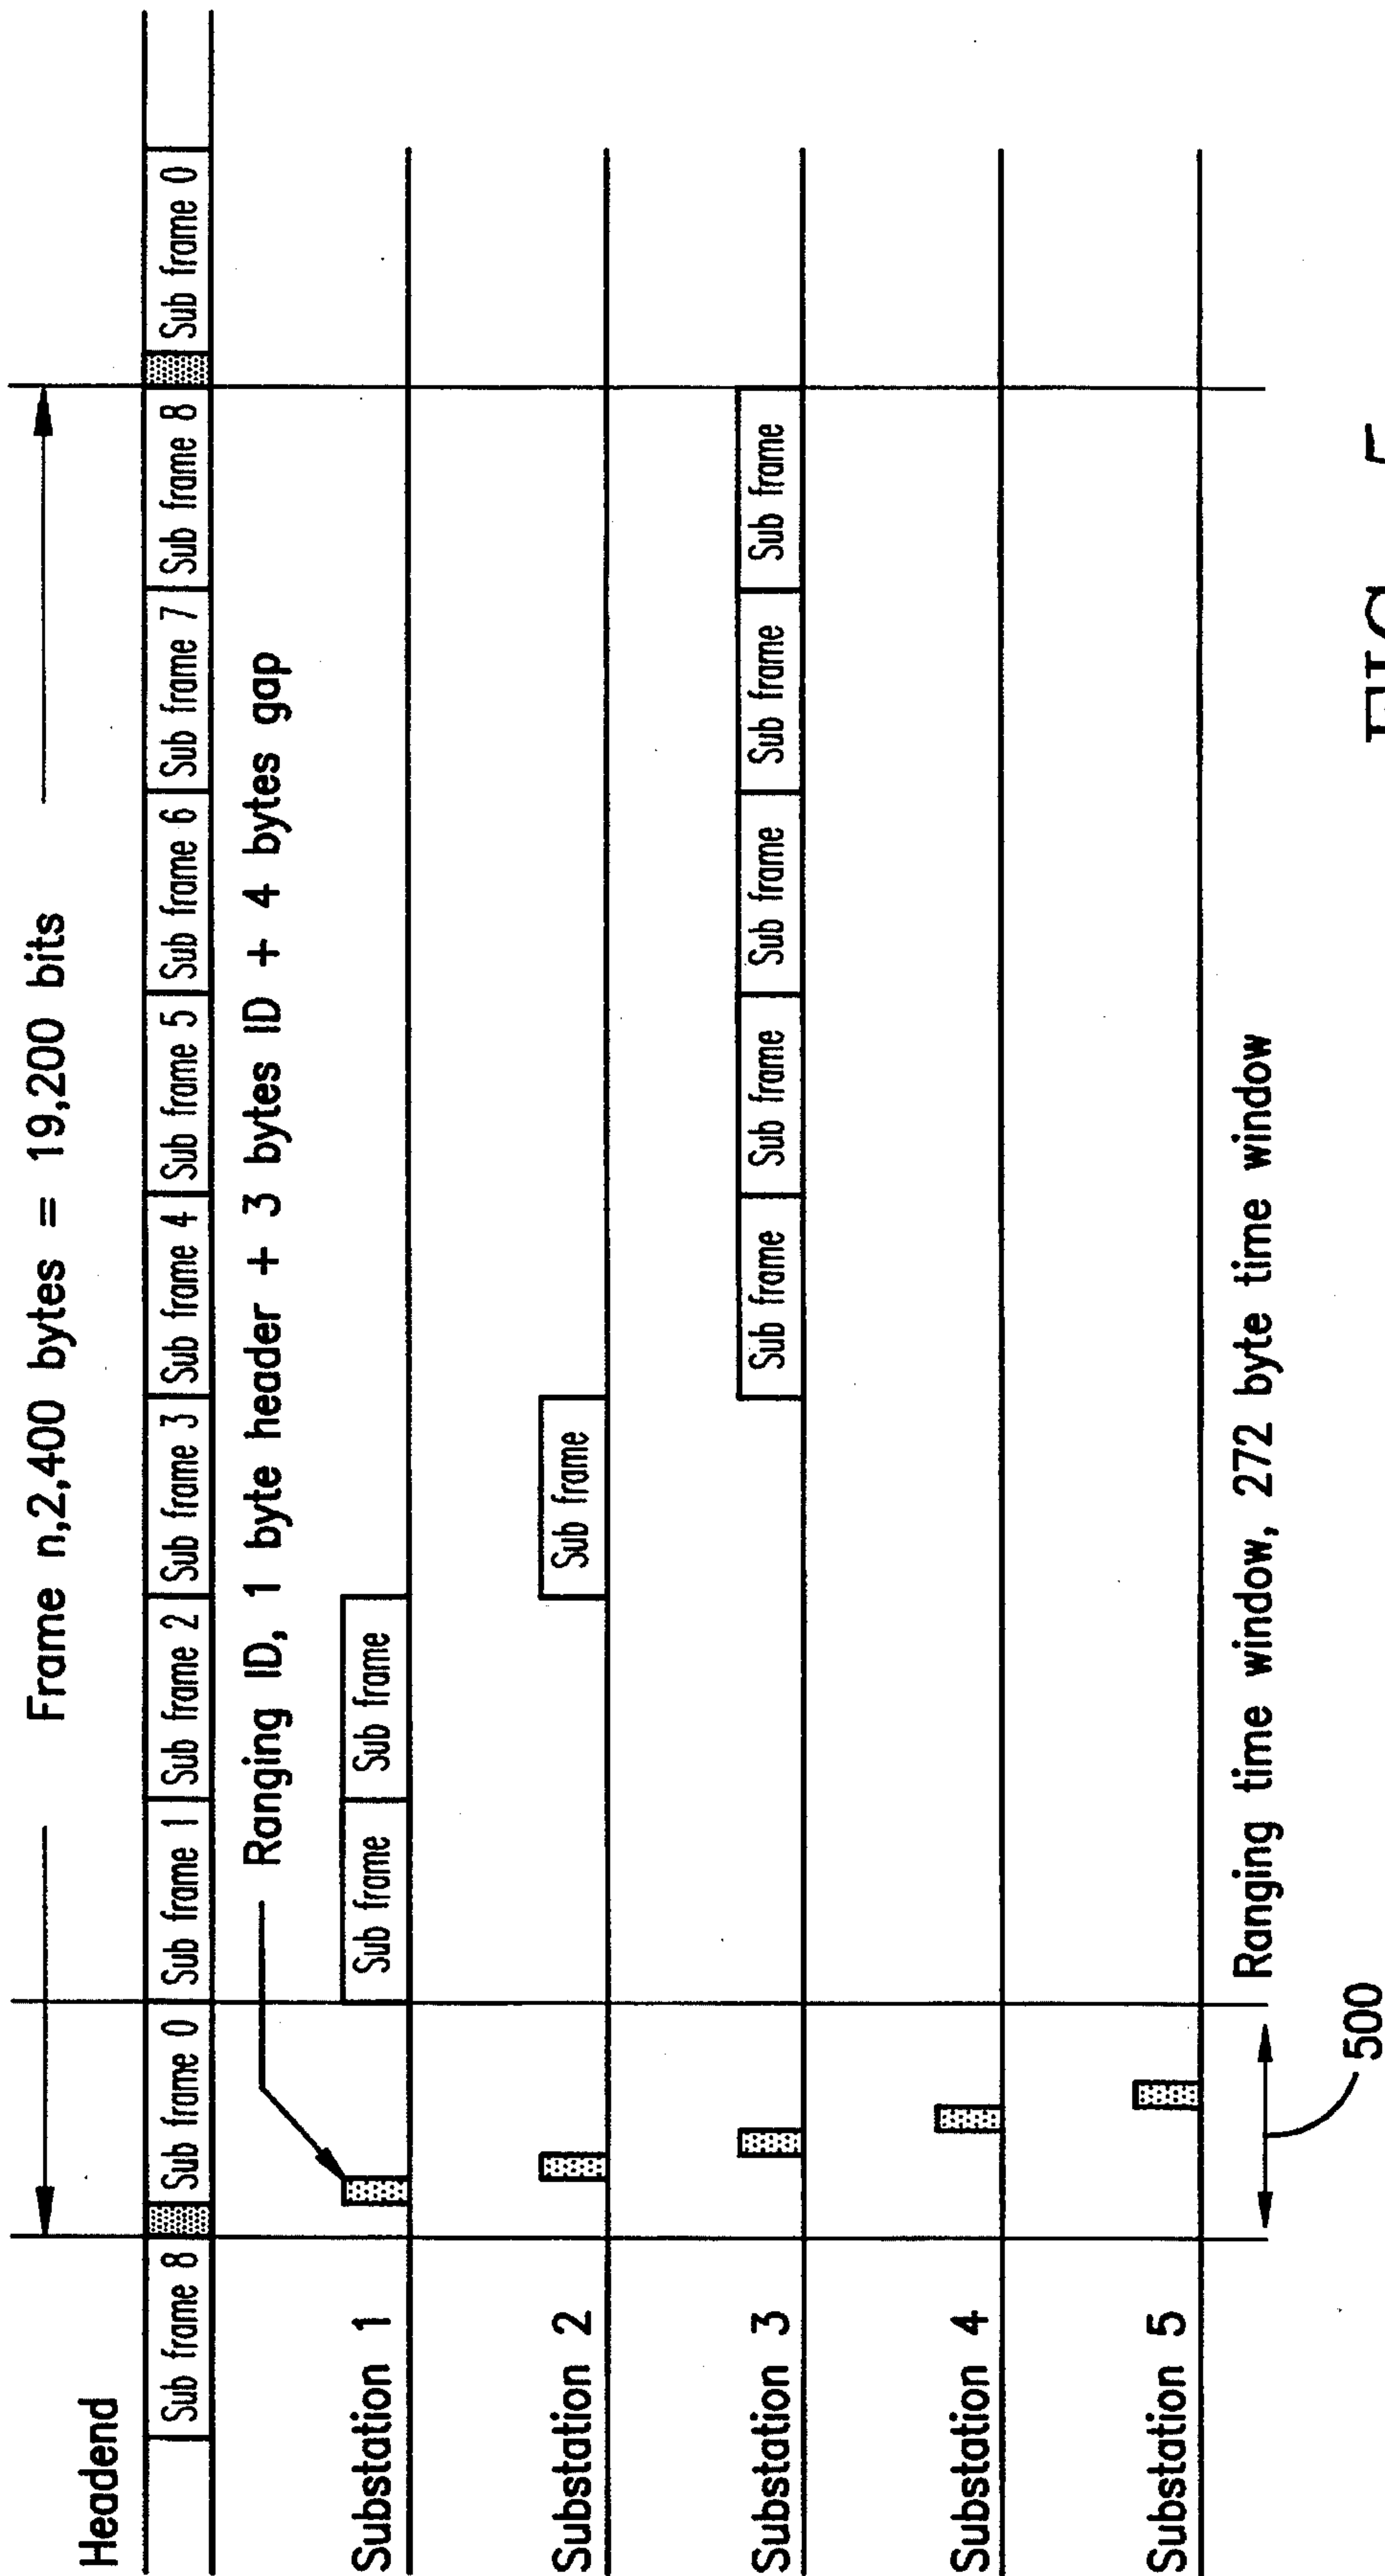 Frame n,2,400 bytes = 19,200 bits
Headend
Sub frame 8
Sub frame 0
Sub frame 1
Sub frame 2
Sub frame 3
Sub frame 4
Sub frame 5
Sub frame 6
Sub frame 7
Sub frame 8
Sub frame 0
Ranging ID, 1 byte header + 3 bytes ID + 4 bytes gap
Substation 1
Sub frame
Sub frame
Substation 2
Sub frame
Substation 3
Sub frame
Sub frame
Sub frame
Sub frame
Sub frame
Substation 4
Substation 5
Ranging time window, 272 byte time window
500